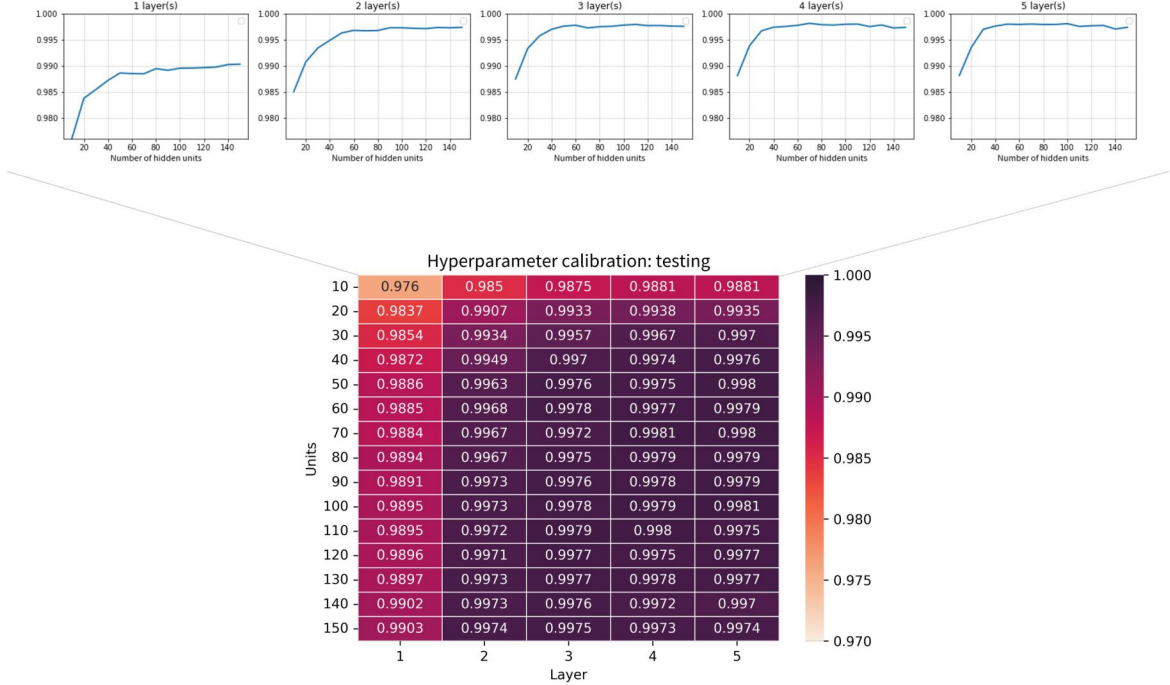 1 layer(s) 2 layer(s) 3 layer(s) 4 layer(s) 5 layer(s)
1.000 1.000 1.000 1.000 1.000
0.995 0.995 0.995 0.995 0.995
0.990 0.990 0.990 0.990 0.990
0.985 0.985 0.985 0.985 0.985
0.980 0.980 0.980 0.980 0.980
20 40 60 80 100 120 140 20 40 60 80 100 120 140 20 40 60 80 100 120 140 20 40 60 80 100 120 140 20 40 60 80 100 120 140
Number of hidden units Number of hidden units Number of hidden units Number of hidden units Number of hidden units
Hyperparameter calibration: testing
10 0.976 0.985 0.9875 0.9881 0.9881 1.000
20 0.9837 0.9907 0.9933 0.9938 0.9935
30 0.9854 0.9934 0.9957 0.9967 0.997 0.995
40 0.9872 0.9949 0.997 0.9974 0.9976
50 0.9886 0.9963 0.9976 0.9975 0.998 0.990
60 0.9885 0.9968 0.9978 0.9977 0.9979
70 0.9884 0.9967 0.9972 0.9981 0.998
Units
80 0.9894 0.9967 0.9975 0.9979 0.9979 0.985
90 0.9891 0.9973 0.9976 0.9978 0.9979
100 0.9895 0.9973 0.9978 0.9979 0.9981 0.980
110 0.9895 0.9972 0.9979 0.998 0.9975
120 0.9896 0.9971 0.9977 0.9975 0.9977
130 0.9897 0.9973 0.9977 0.9978 0.9977 0.975
140 0.9902 0.9973 0.9976 0.9972 0.997
150 0.9903 0.9974 0.9975 0.9973 0.9974 0.970
1 2 3 4 5
Layer